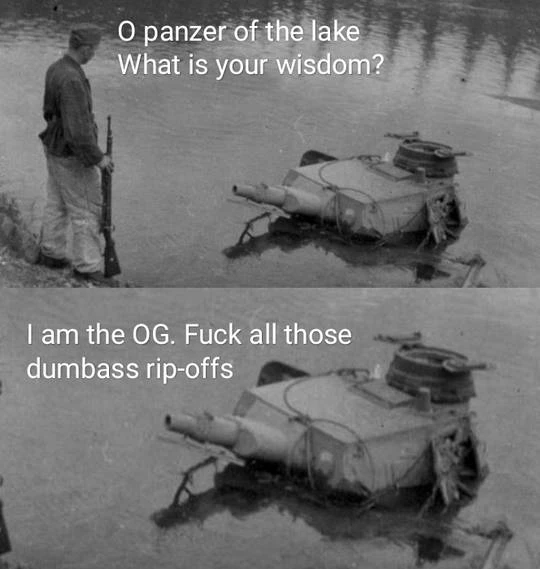 O panzer of the lake
What is your wisdom?
I am the OG. Fuck all those
dumbass rip-offs